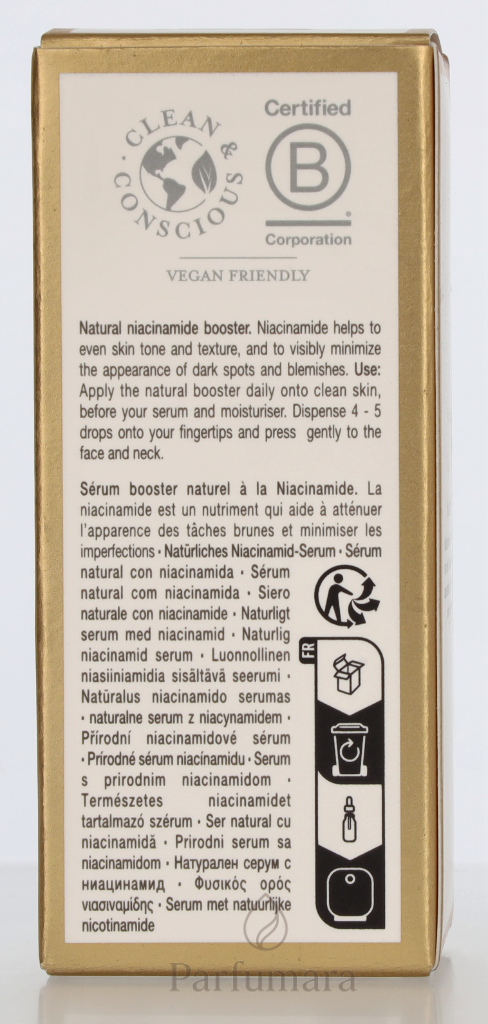 · CLEAN &
CONSCIOUS
Certified
B
Corporation
VEGAN FRIENDLY
Natural niacinamide booster. Niacinamide helps to
even skin tone and texture, and to visibly minimize
the appearance of dark spots and blemishes. Use:
Apply the natural booster daily onto clean skin,
before your serum and moisturiser. Dispense 4 - 5
drops onto your fingertips and press gently to the
face and neck.
Sérum booster naturel à la Niacinamide. La
niacinamide est un nutriment qui aide à atténuer
l'apparence des tâches brunes et minimiser les
imperfections · Natürliches Niacinamid-Serum · Sérum
natural con niacinamida · Sérum
natural com niacinamida · Siero
naturale con niacinamide · Naturligt
serum med niacinamid · Naturlig
niacinamid serum · Luonnollinen
niasiiniamidia sisältävä seerumi ·
Natūralus niacinamido serumas
· naturalne serum z niacynamidem ·
Přírodní niacinamidové sérum
· Prírodné sérum niacínamidu · Serum
s prirodnim niacinamidom ·
Természetes niacinamidet
tartalmazó szérum · Ser natural cu
niacinamidă · Prirodni serum sa
niacinamidom · Натурален серум с
ниацинамид · Φυσικός ορός
νιασιναμίδης · Serum met natuurlijke
nicotinamide
FR
Parfumara